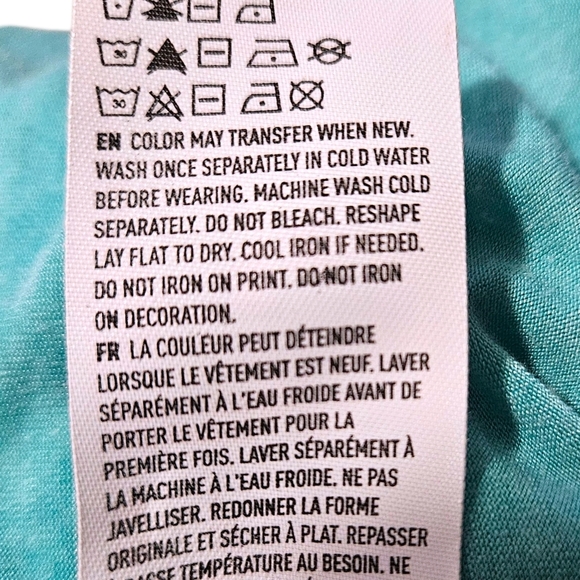 30
30
EN COLOR MAY TRANSFER WHEN NEW.
WASH ONCE SEPARATELY IN COLD WATER
BEFORE WEARING. MACHINE WASH COLD
SEPARATELY. DO NOT BLEACH. RESHAPE
LAY FLAT TO DRY. COOL IRON IF NEEDED.
DO NOT IRON ON PRINT. DO NOT IRON
ON DECORATION.
FR LA COULEUR PEUT DÉTEINDRE
LORSQUE LE VÊTEMENT EST NEUF. LAVER
SÉPARÉMENT À L'EAU FROIDE AVANT DE
PORTER LE VÊTEMENT POUR LA
PREMIÈRE FOIS. LAVER SÉPARÉMENT À
LA MACHINE À L'EAU FROIDE. NE PAS
JAVELLISER. REDONNER LA FORME
ORIGINALE ET SÉCHER À PLAT. REPASSER
TEMPÉRATURE AU BESOIN. NE